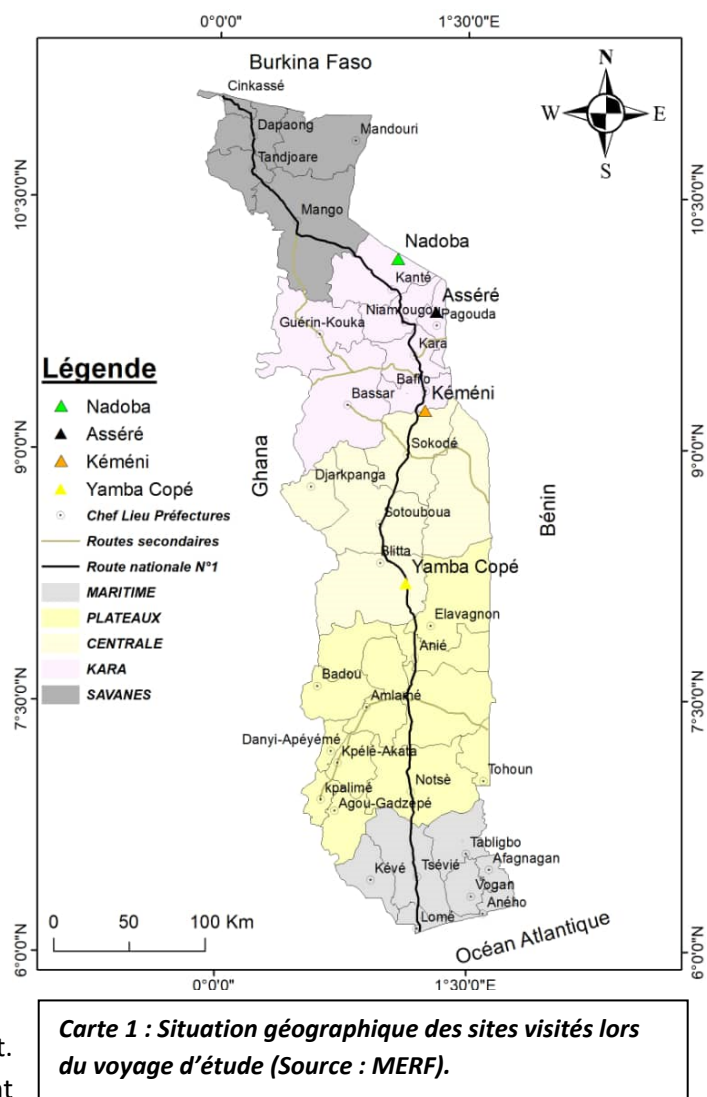 0°0'0"
1°30'0"E
Burkina Faso
N
W
E
S
Cinkassé
Dapaong
Mandouri
Tandjoare
10°30'0"N
10°30'0"N
Mango
Nadoba
Kanté
Asséré
Niamtougou
Pagouda
Guérin-Kouka
Kara
Légende
Bafilo
Kéméni
Bassar
Nadoba
Asséré
Kéméni
Yamba Copé
Chef Lieu Préfectures
Routes secondaires
Route nationale N°1
MARITIME
PLATEAUX
CENTRALE
KARA
SAVANES
9°0'0"N
9°0'0"N
Sokodé
Ghana
Djarkpanga
Bénin
Sotouboua
Blitta
Yamba Copé
Elavagnon
Anié
Badou
7°30'0"N
7°30'0"N
Amlamé
Danyi-Apéyémé
Kpélé-Akata
Tohoun
Notsè
kpalimé
Agou-Gadzepé
Tabligbo
Afagnagan
Kévé
Tsévié
Vogan
Aného
Lomé
0 50 100 Km
Océan Atlantique
6°0'0"N
6°0'0"N
0°0'0"
1°30'0"E
Carte 1 : Situation géographique des sites visités lors
du voyage d'étude (Source : MERF).
t.
nt